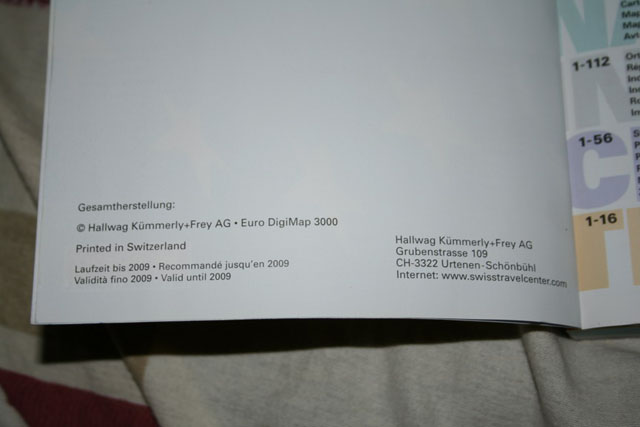 Gesamtherstellung:
© Hallwag Kümmerly+Frey AG • Euro DigiMap 3000
Printed in Switzerland
Laufzeit bis 2009 • Recommandé jusqu'en 2009
Validità fino 2009 • Valid until 2009
Hallwag Kümmerly+Frey AG
Grubenstrasse 109
CH-3322 Urtenen-Schönbühl
Internet: www.swisstravelcenter.com
1-112
1-56
1-16